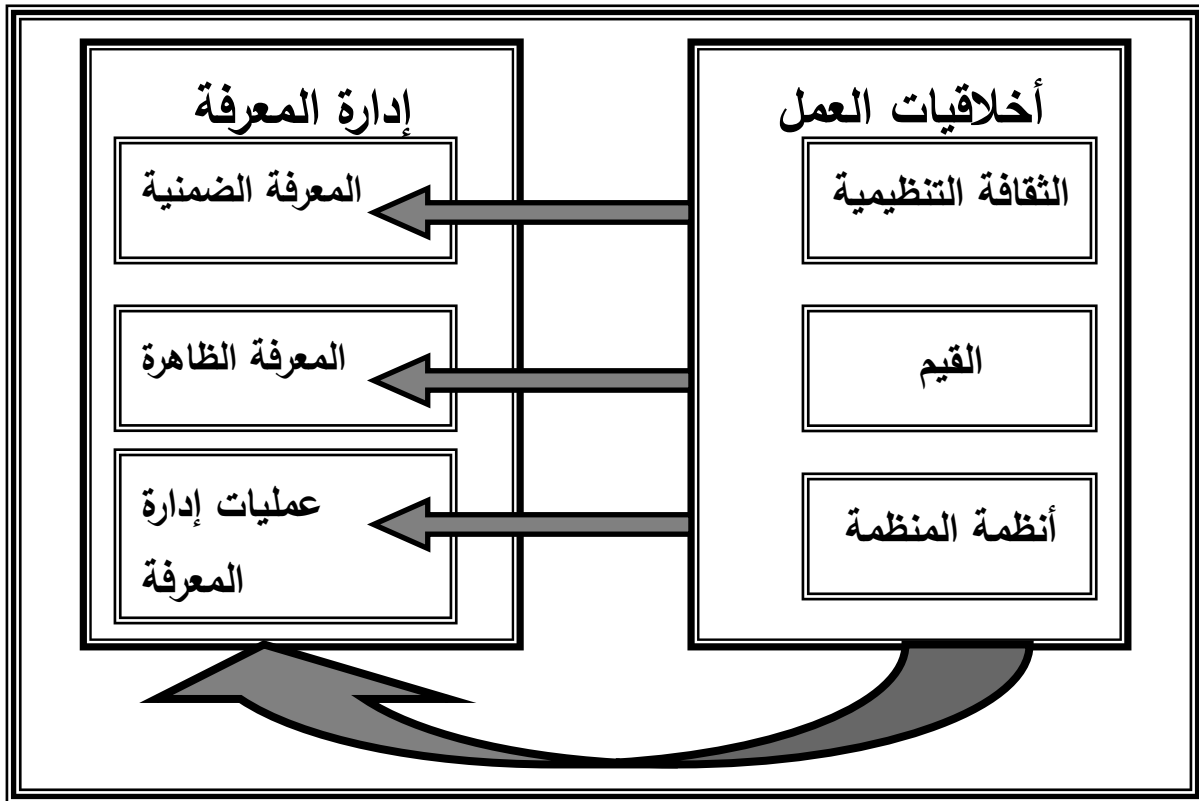 أخلاقيات العمل
الثقافة التنظيمية
القيم
أنظمة المنظمة
إدارة المعرفة
المعرفة الضمنية
المعرفة الظاهرة
عمليات إدارة
المعرفة